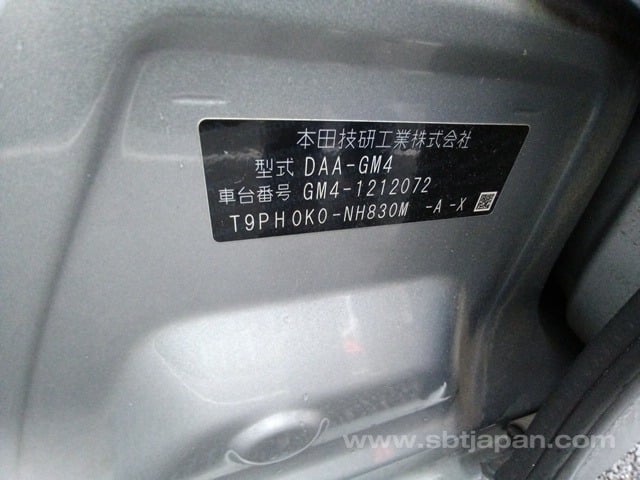 本田技研工業株式会社
型式 DAA-GM4
車台番号 GM4-1212072
T9PH0K0-NH830M -A -X
www.sbtjapan.com